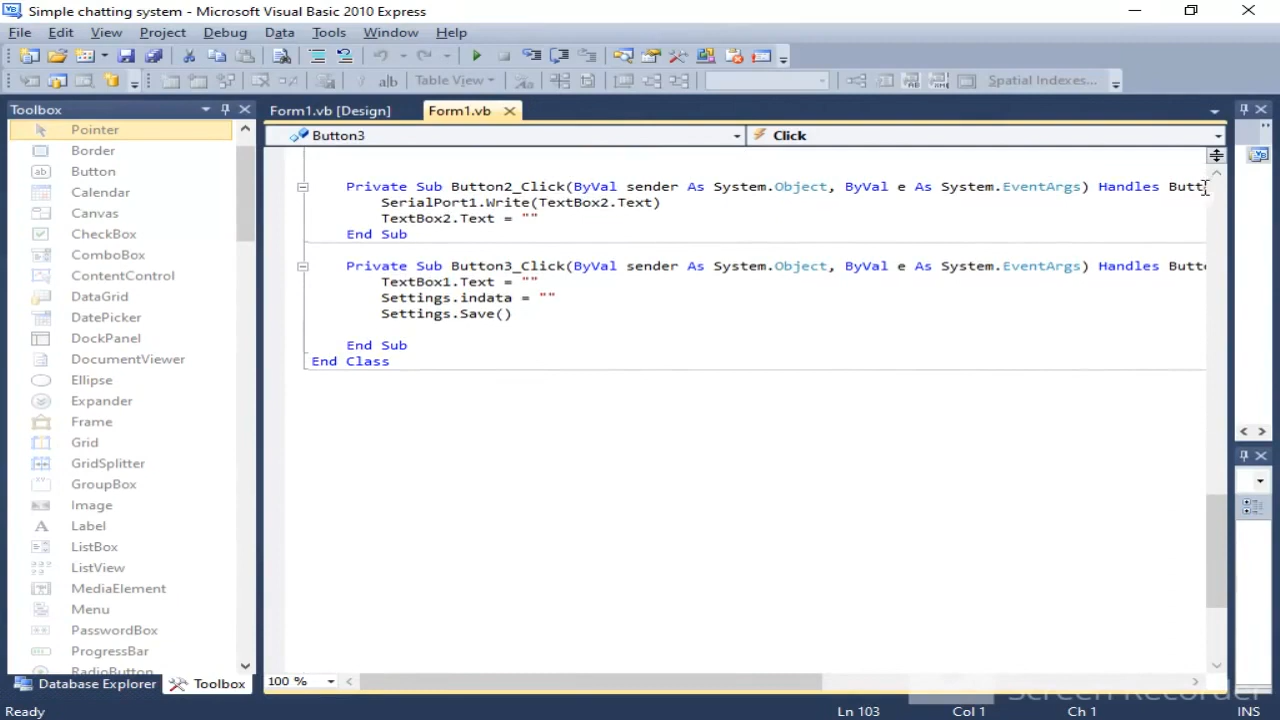 Simple chatting system - Microsoft Visual Basic 2010 Express
File Edit View Project Debug Data Tools Window Help
Table View
Spatial Indexes...
Toolbox
Form1.vb [Design]
Form1.vb
Button3
Click
Pointer
Border
Button
Calendar
Canvas
CheckBox
ComboBox
ContentControl
DataGrid
DatePicker
DockPanel
DocumentViewer
Ellipse
Expander
Frame
Grid
GridSplitter
GroupBox
Image
Label
ListBox
ListView
MediaElement
Menu
PasswordBox
ProgressBar
RadioButton
Database Explorer
Toolbox
Private Sub Button2_Click(ByVal sender As System.Object, ByVal e As System.EventArgs) Handles Butt
SerialPort1.Write(TextBox2.Text)
TextBox2.Text = ""
End Sub
Private Sub Button3_Click(ByVal sender As System.Object, ByVal e As System.EventArgs) Handles Butt
TextBox1.Text = ""
Settings.indata = ""
Settings.Save()
End Sub
End Class
100 %
Screen Recorder
Ready
Ln 103
Col 1
Ch 1
INS